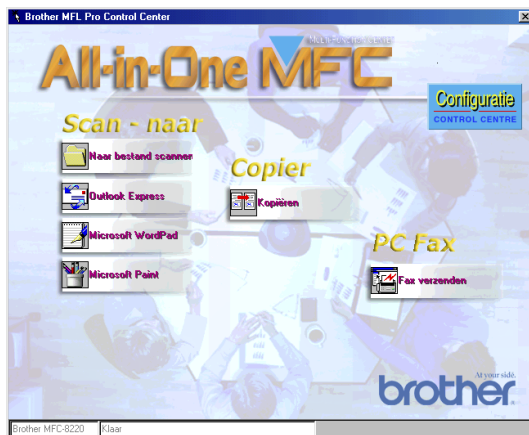 Brother MFL Pro Control Center
All-in-One MFC
Configuratie
CONTROL CENTRE
Scan - naar
Naar bestand scannen
Outlook Express
Microsoft WordPad
Microsoft Paint
Copier
Kopiëren
PC Fax
Fax verzenden
At your side.
brother
Brother MFC-8220
Klaar